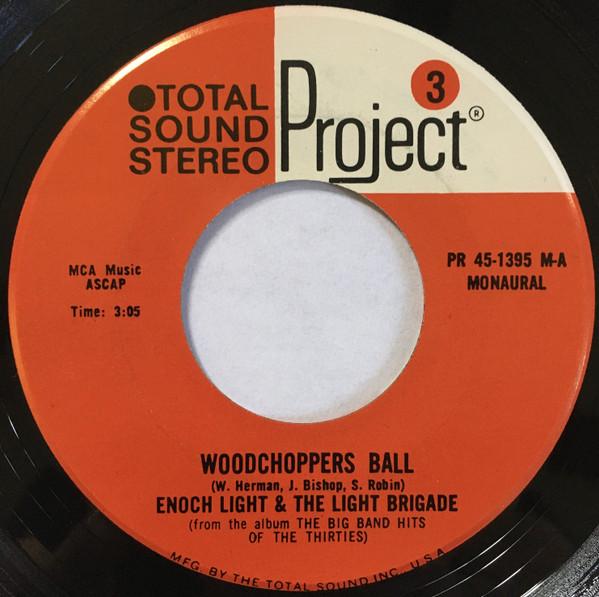 ●TOTAL
SOUND
STEREO
Project 3®
MCA Music
ASCAP
Time: 3:05
PR 45-1395 M-A
MONAURAL
WOODCHOPPERS BALL
(W. Herman, J. Bishop, S. Robin)
ENOCH LIGHT & THE LIGHT BRIGADE
(from the album THE BIG BAND HITS
OF THE THIRTIES)
MFG. BY THE TOTAL SOUND INC., U.S.A.